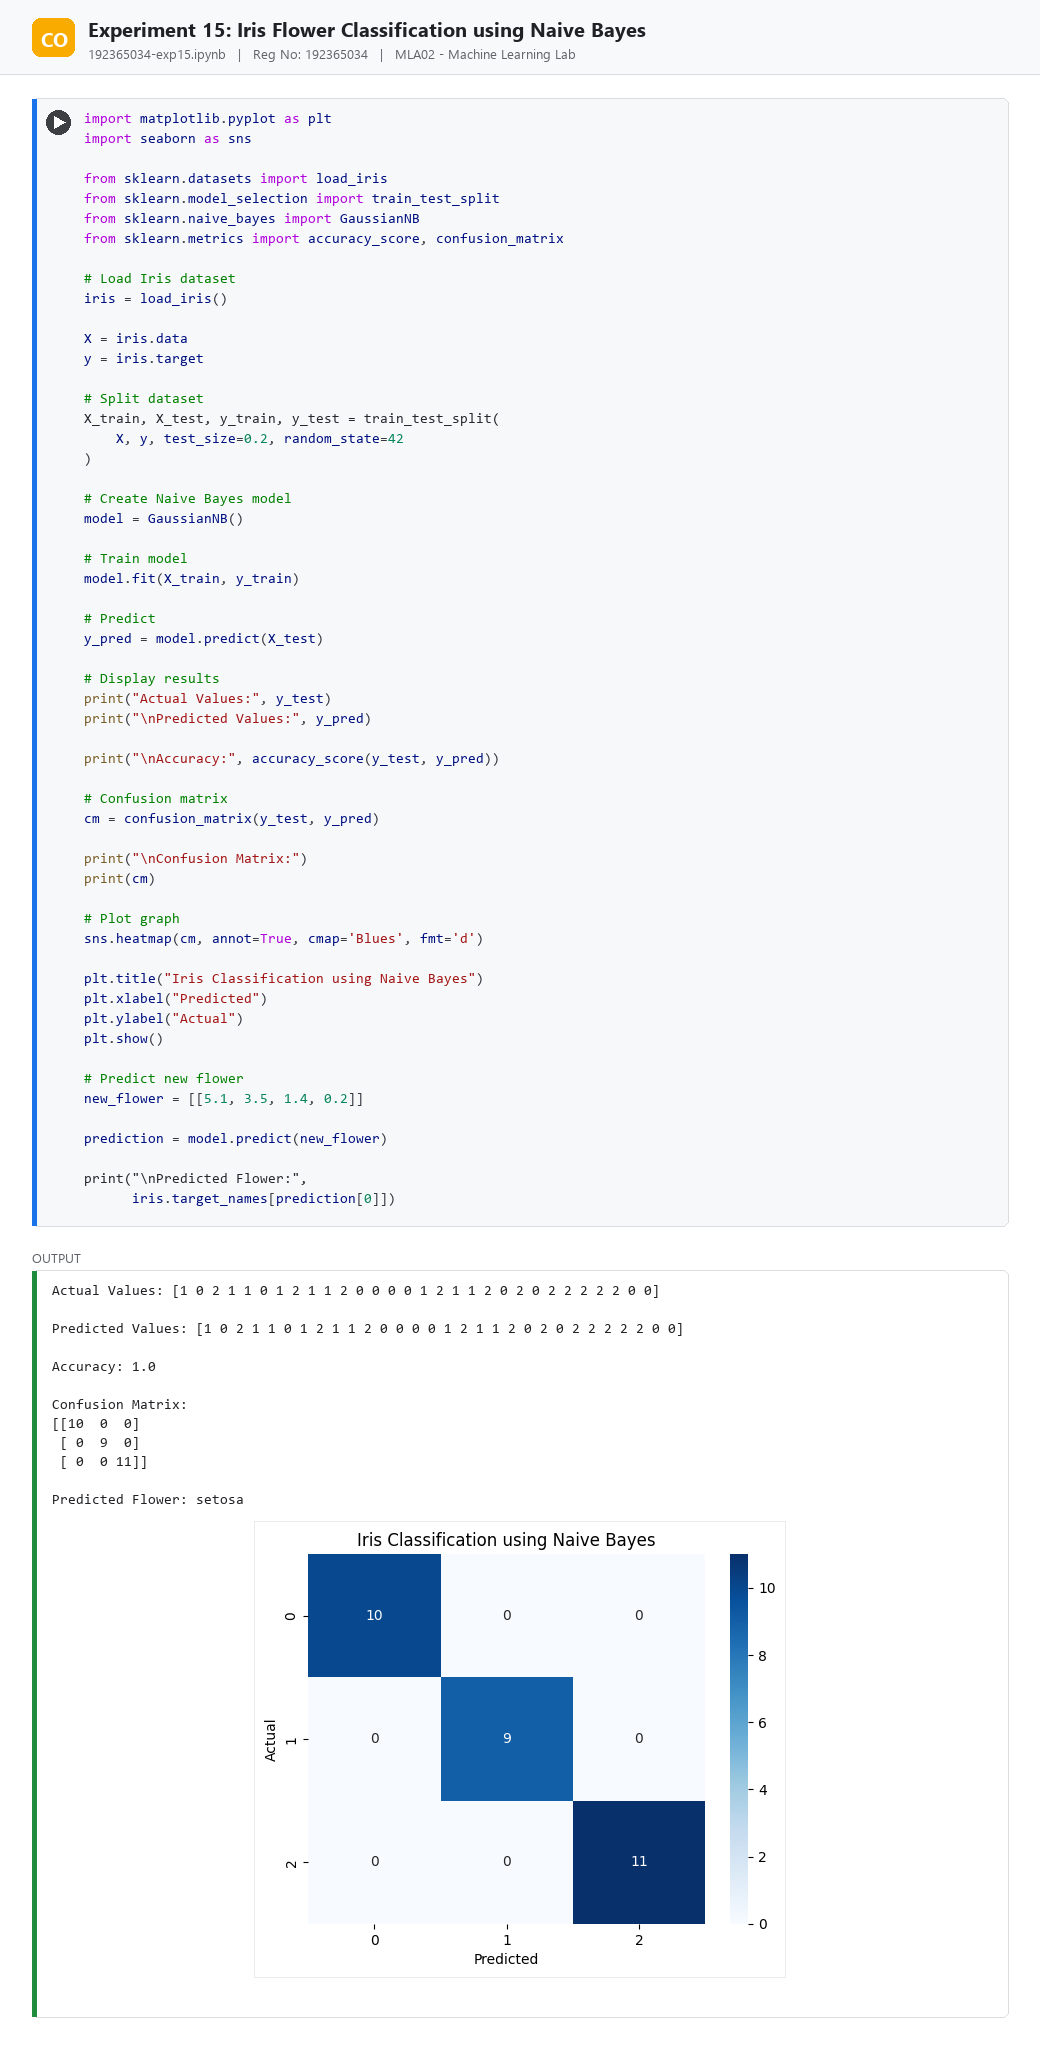 CO
Experiment 15: Iris Flower Classification using Naive Bayes
192365034-exp15.ipynb | Reg No: 192365034 | MLA02 - Machine Learning Lab
import matplotlib.pyplot as plt
import seaborn as sns
from sklearn.datasets import load_iris
from sklearn.model_selection import train_test_split
from sklearn.naive_bayes import GaussianNB
from sklearn.metrics import accuracy_score, confusion_matrix
# Load Iris dataset
iris = load_iris()
X = iris.data
y = iris.target
# Split dataset
X_train, X_test, y_train, y_test = train_test_split(
    X, y, test_size=0.2, random_state=42
)
# Create Naive Bayes model
model = GaussianNB()
# Train model
model.fit(X_train, y_train)
# Predict
y_pred = model.predict(X_test)
# Display results
print("Actual Values:", y_test)
print("\nPredicted Values:", y_pred)
print("\nAccuracy:", accuracy_score(y_test, y_pred))
# Confusion matrix
cm = confusion_matrix(y_test, y_pred)
print("\nConfusion Matrix:")
print(cm)
# Plot graph
sns.heatmap(cm, annot=True, cmap='Blues', fmt='d')
plt.title("Iris Classification using Naive Bayes")
plt.xlabel("Predicted")
plt.ylabel("Actual")
plt.show()
# Predict new flower
new_flower = [[5.1, 3.5, 1.4, 0.2]]
prediction = model.predict(new_flower)
print("\nPredicted Flower:",
      iris.target_names[prediction[0]])
OUTPUT
Actual Values: [1 0 2 1 1 0 1 2 1 1 2 0 0 0 0 1 2 1 1 2 0 2 0 2 2 2 2 2 0 0]
Predicted Values: [1 0 2 1 1 0 1 2 1 1 2 0 0 0 0 1 2 1 1 2 0 2 0 2 2 2 2 2 0 0]
Accuracy: 1.0
Confusion Matrix:
[[10  0  0]
 [ 0  9  0]
 [ 0  0 11]]
Predicted Flower: setosa
Iris Classification using Naive Bayes
0 10 0 0
1 0 9 0
2 0 0 11
Actual
0 1 2
Predicted
10
8
6
4
2
0